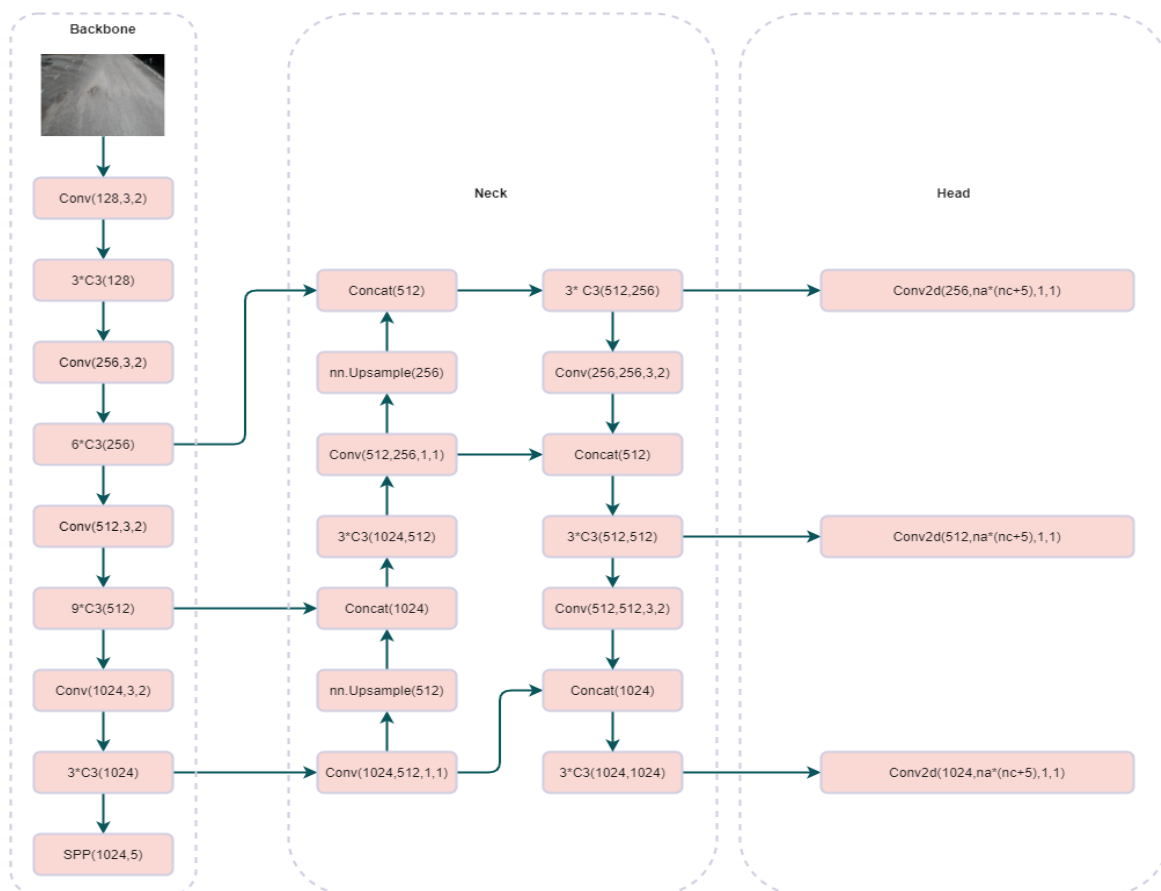 Backbone
Conv(128,3,2)
3*C3(128)
Conv(256,3,2)
6*C3(256)
Conv(512,3,2)
9*C3(512)
Conv(1024,3,2)
3*C3(1024)
SPP(1024,5)
Neck
Concat(512)
nn.Upsample(256)
Conv(512,256,1,1)
3*C3(1024,512)
Concat(1024)
nn.Upsample(512)
Conv(1024,512,1,1)
3* C3(512,256)
Conv(256,256,3,2)
Concat(512)
3*C3(512,512)
Conv(512,512,3,2)
Concat(1024)
3*C3(1024,1024)
Head
Conv2d(256,na*(nc+5),1,1)
Conv2d(512,na*(nc+5),1,1)
Conv2d(1024,na*(nc+5),1,1)